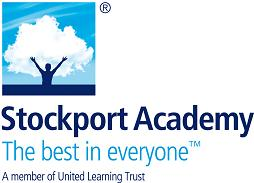 ®
Stockport Academy
The best in everyone™
A member of United Learning Trust